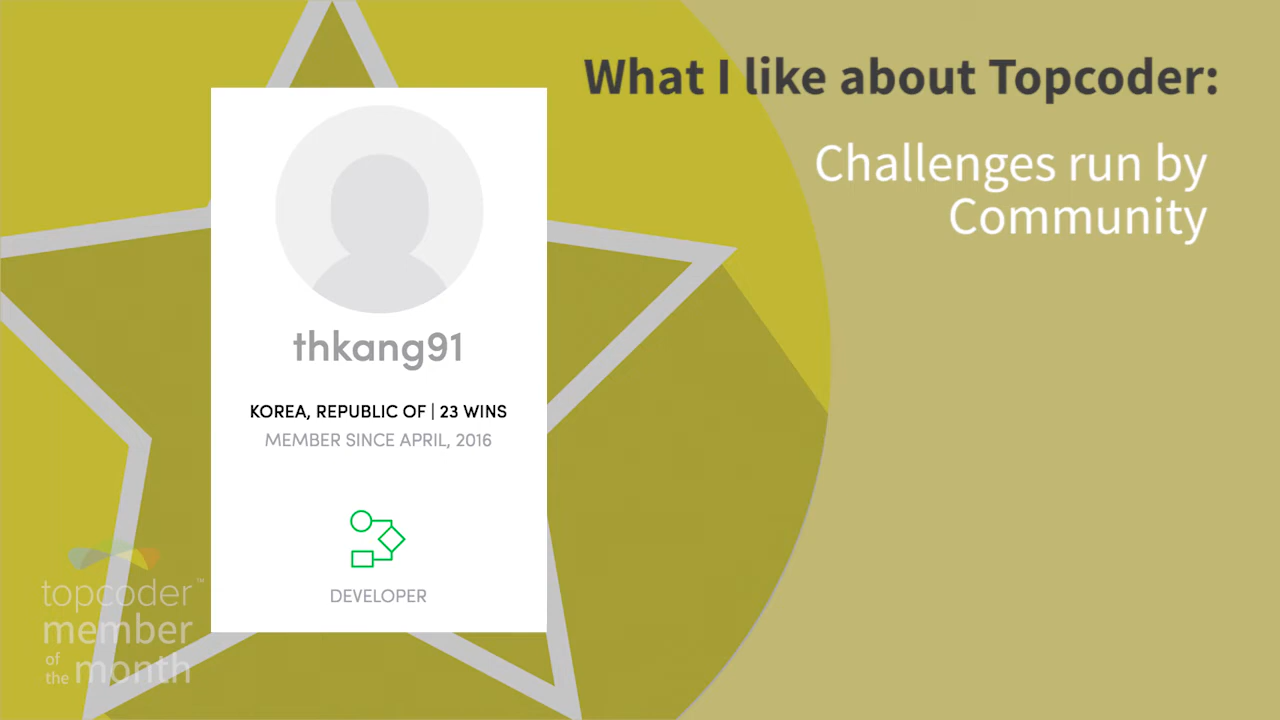 What I like about Topcoder:
Challenges run by
Community
thkang91
KOREA, REPUBLIC OF | 23 WINS
MEMBER SINCE APRIL, 2016
DEVELOPER
topcoder™
member
of the month